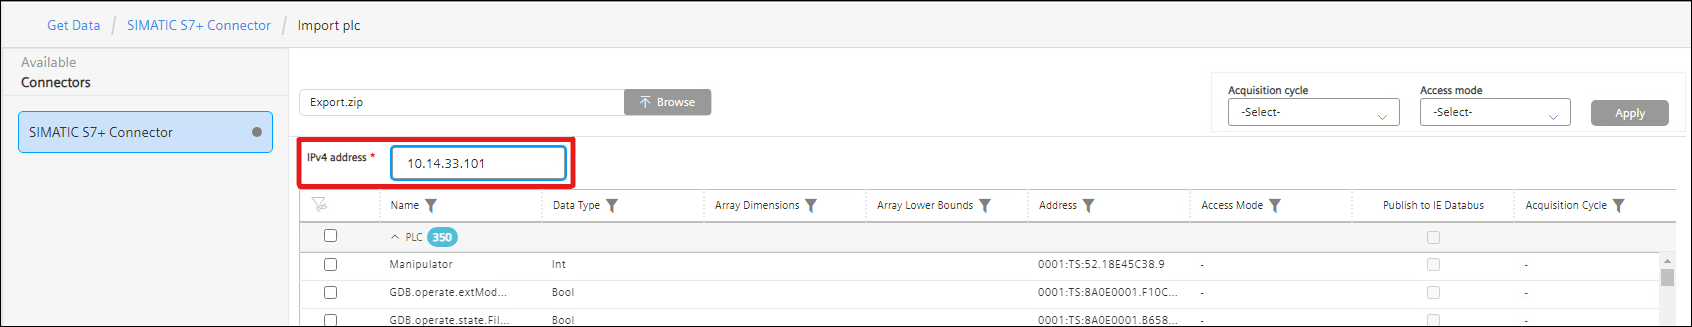 Get Data / SIMATIC S7+ Connector / Import plc
Available
Connectors
SIMATIC S7+ Connector
Export.zip Browse
Acquisition cycle Access mode
-Select- -Select- Apply
IPv4 address * 10.14.33.101
Name Data Type Array Dimensions Array Lower Bounds Address Access Mode Publish to IE Databus Acquisition Cycle
PLC 350
Manipulator Int 0001:TS:52.18E45C38.9 - -
GDB.operate.extMod... Bool 0001:TS:8A0E0001.F10C... - -
GDB.operate.state.Fil... Bool 0001:TS:8A0E0001.B658... - -